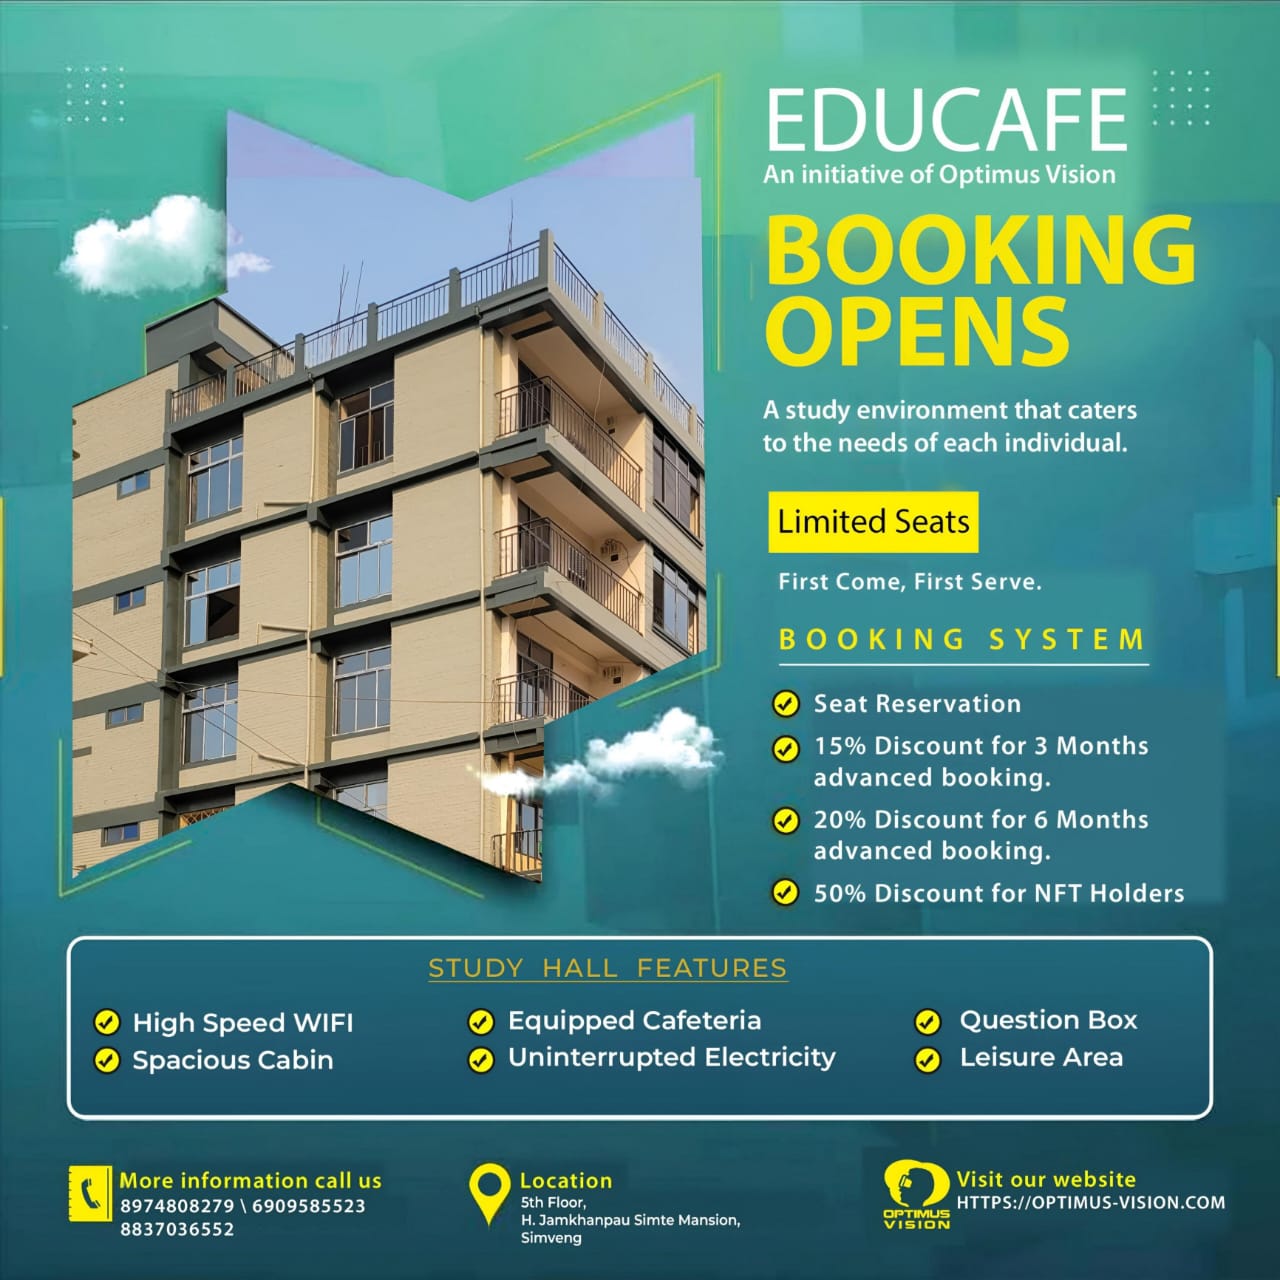 EDUCAFE
An initiative of Optimus Vision
BOOKING
OPENS
A study environment that caters
to the needs of each individual.
Limited Seats
First Come, First Serve.
BOOKING SYSTEM
Seat Reservation
15% Discount for 3 Months
advanced booking.
20% Discount for 6 Months
advanced booking.
50% Discount for NFT Holders
STUDY HALL FEATURES
High Speed WIFI
Spacious Cabin
Equipped Cafeteria
Uninterrupted Electricity
Question Box
Leisure Area
More information call us
8974808279 \ 6909585523
8837036552
Location
5th Floor,
H. Jamkhanpau Simte Mansion,
Simveng
OPTIMUS
VISION
Visit our website
HTTPS://OPTIMUS-VISION.COM